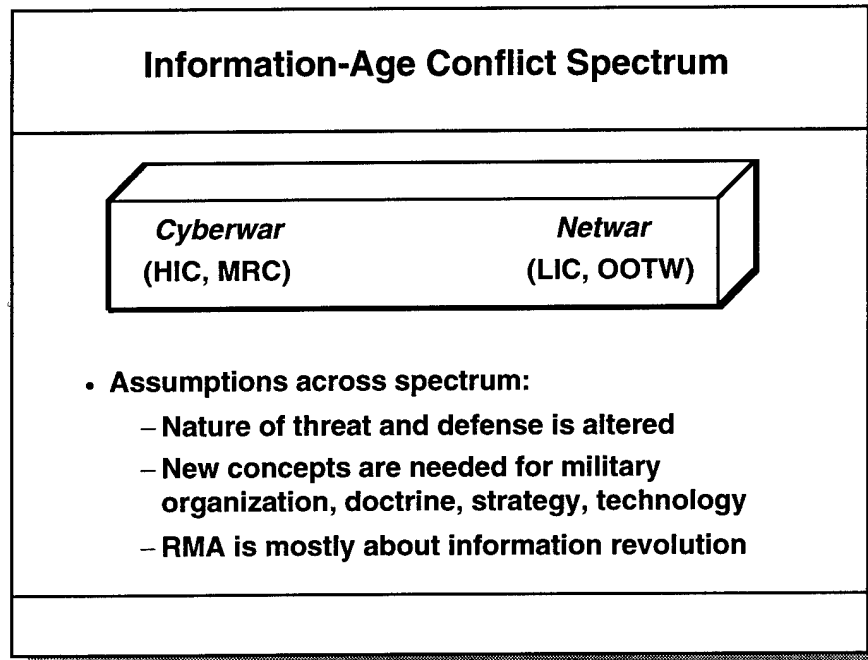 Information-Age Conflict Spectrum
Cyberwar Netwar
(HIC, MRC) (LIC, OOTW)
• Assumptions across spectrum:
– Nature of threat and defense is altered
– New concepts are needed for military
organization, doctrine, strategy, technology
– RMA is mostly about information revolution